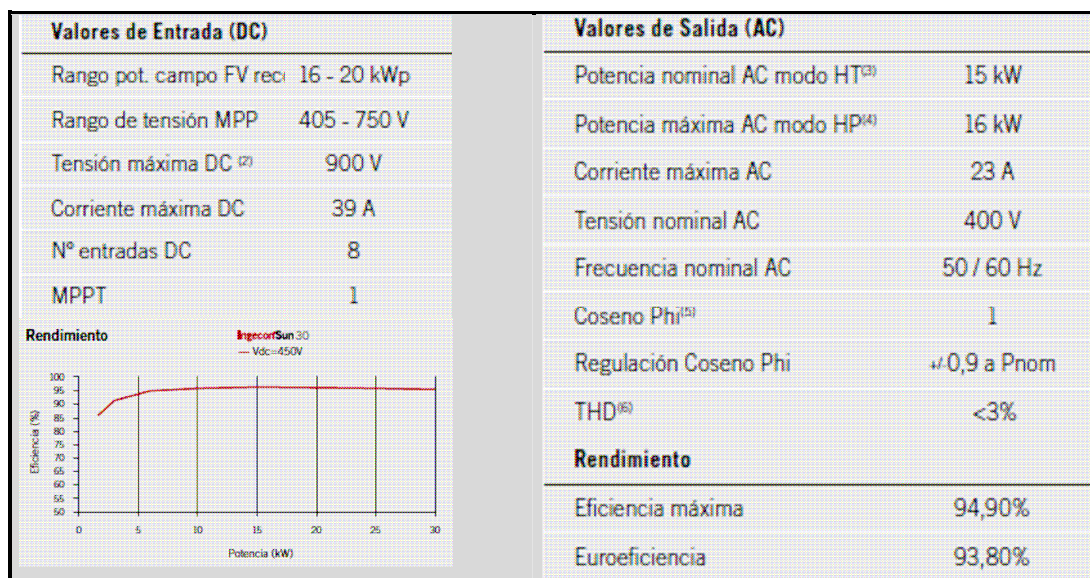 Valores de Entrada (DC)
Rango pot. campo FV rec 16 - 20 kWp
Rango de tensión MPP 405 - 750 V
Tensión máxima DC (2) 900 V
Corriente máxima DC 39 A
Nº entradas DC 8
MPPT 1
Rendimiento
IngeconSun 30
Vdc=450V
Eficiencia (%)
100
95
90
85
80
75
70
65
60
55
50
0 5 10 15 20 25 30
Potencia (kW)
Valores de Salida (AC)
Potencia nominal AC modo HT(3) 15 kW
Potencia máxima AC modo HP(4) 16 kW
Corriente máxima AC 23 A
Tensión nominal AC 400 V
Frecuencia nominal AC 50 / 60 Hz
Coseno Phi(5) 1
Regulación Coseno Phi +/-0,9 a Pnom
THD(6) <3%
Rendimiento
Eficiencia máxima 94,90%
Euroeficiencia 93,80%